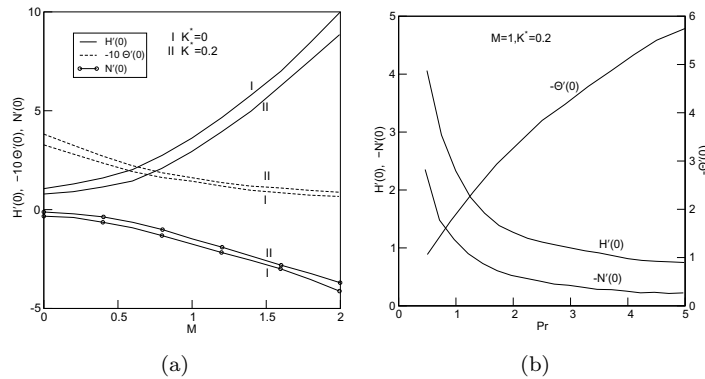 H'(0), −10 Θ'(0), N'(0)
10
5
0
-5
H'(0)
-10 Θ'(0)
N'(0)
I K*=0
II K*=0.2
I
II
II
I
II
I
0 0.5 1 1.5 2
M
(a)
H'(0), −N'(0)
5
4
3
2
1
0
M=1,K*=0.2
-Θ'(0)
H'(0)
-N'(0)
6
5
4
3
2
1
0
-Θ'(0)
0 1 2 3 4 5
Pr
(b)